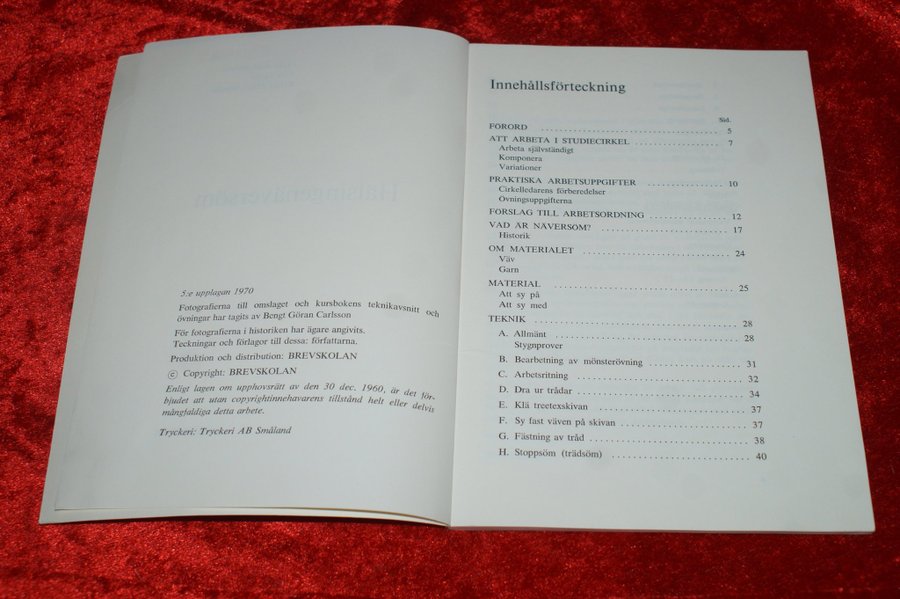 5:e upplagan 1970
Fotografierna till omslaget och kursbokens teknikavsnitt och
övningar har tagits av Bengt Göran Carlsson
För fotografierna i historiken har ägare angivits.
Teckningar och förlagor till dessa: författarna.
Produktion och distribution: BREVSKOLAN
© Copyright: BREVSKOLAN
Enligt lagen om upphovsrätt av den 30 dec. 1960, är det för-
bjudet att utan copyrightinnehavarens tillstånd helt eller delvis
mångfaldiga detta arbete.
Tryckeri: Tryckeri AB Småland
Innehållsförteckning
Sid.
FORORD ........ 5
ATT ARBETA I STUDIECIRKEL ........ 7
Arbeta självständigt
Komponera
Variationer
PRAKTISKA ARBETSUPPGIFTER ........ 10
Cirkelledarens förberedelser
Ovningsuppgifterna
FORSLAG TILL ARBETSORDNING ........ 12
VAD ÄR NÄVERSOM? ........ 17
Historik
OM MATERIALET ........ 24
Väv
Garn
MATERIAL ........ 25
Att sy på
Att sy med
TEKNIK ........ 28
A. Allmänt ........ 28
Stygnprover
B. Bearbetning av mönsterövning ........ 31
C. Arbetsritning ........ 32
D. Dra ur trådar ........ 34
E. Klä treetexskivan ........ 37
F. Sy fast väven på skivan ........ 37
G. Fästning av tråd ........ 38
H. Stoppsöm (trädsöm) ........ 40